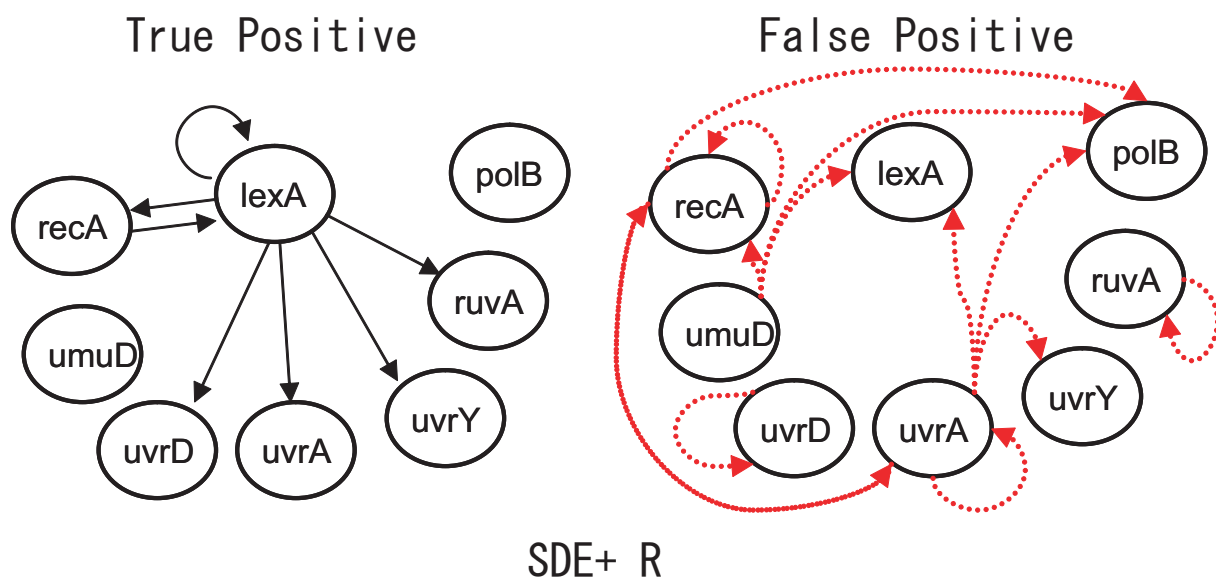 True Positive
False Positive
lexA
polB
recA
ruvA
umuD
uvrY
uvrD
uvrA
lexA
polB
recA
ruvA
umuD
uvrY
uvrD
uvrA
SDE+ R